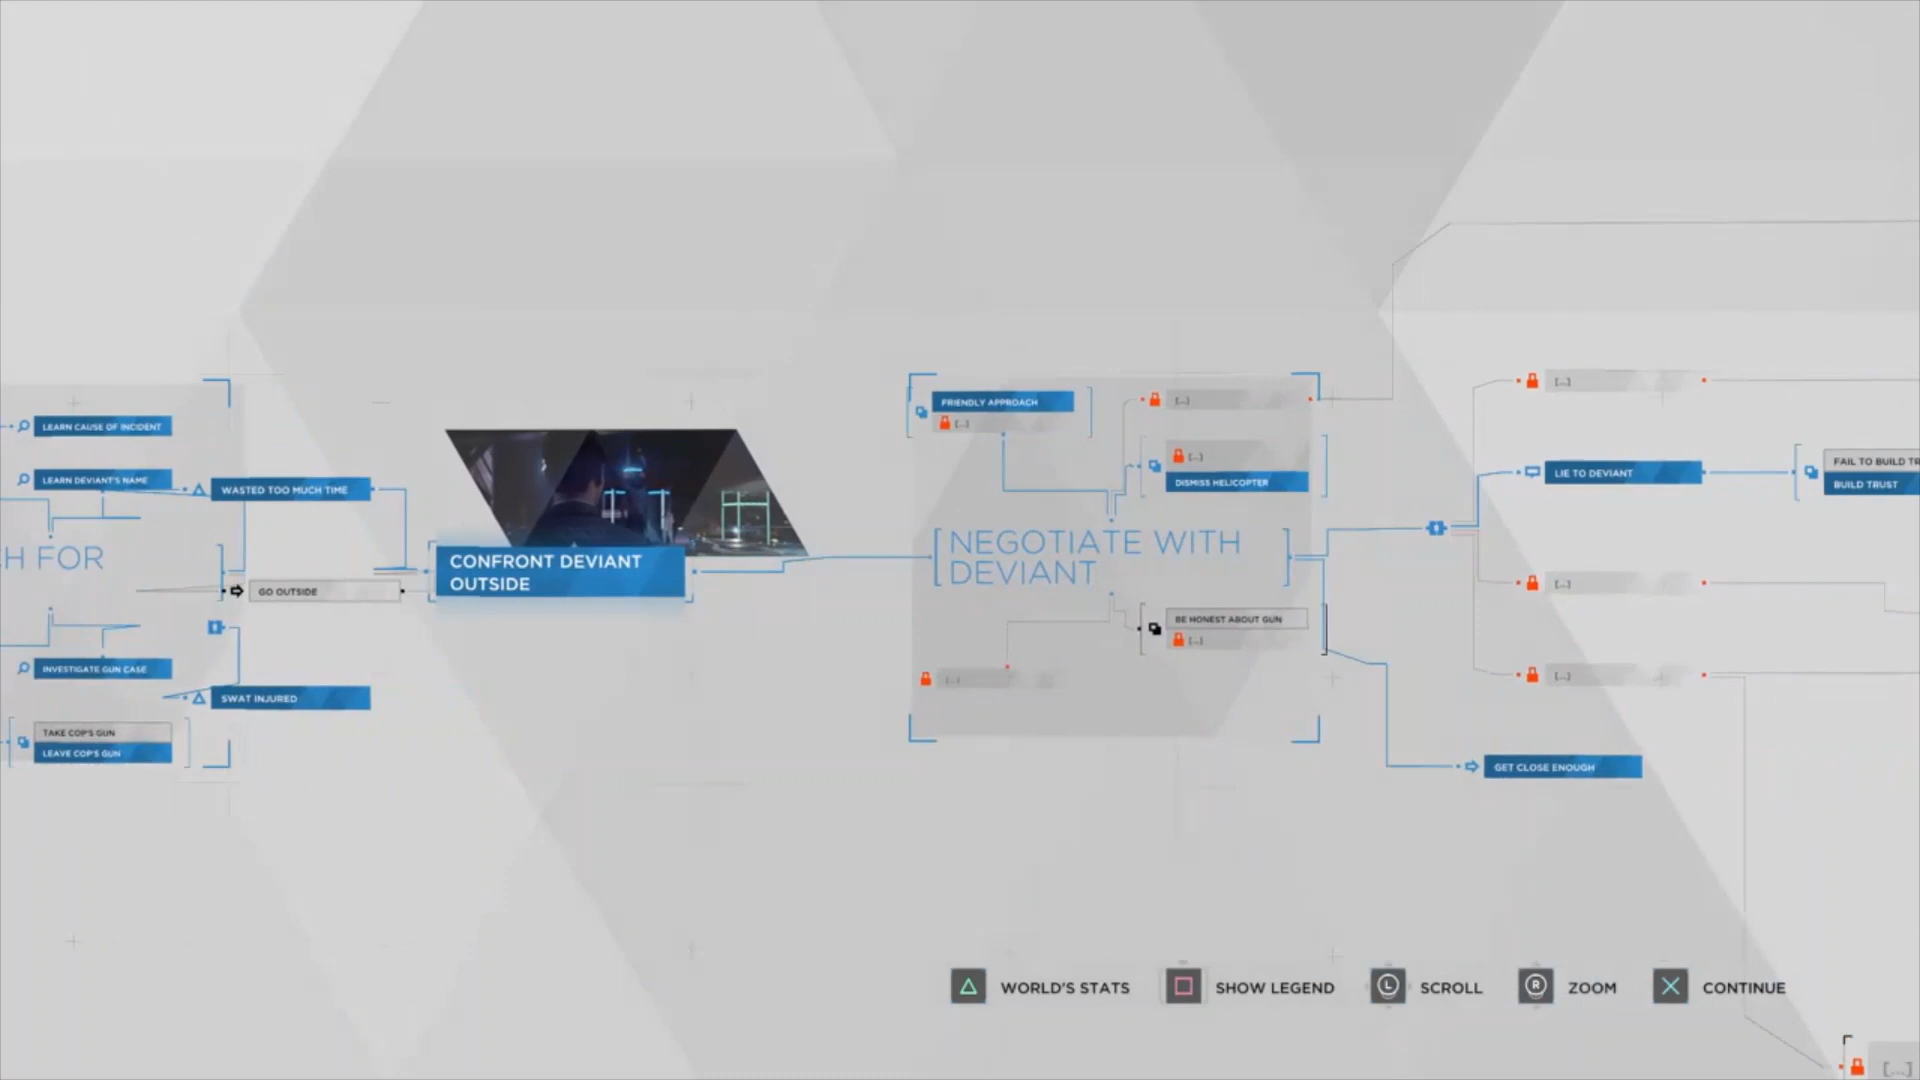 LEARN CAUSE OF INCIDENT
LEARN DEVIANT'S NAME
WASTED TOO MUCH TIME
H FOR
GO OUTSIDE
INVESTIGATE GUN CASE
SWAT INJURED
TAKE COP'S GUN
LEAVE COP'S GUN
CONFRONT DEVIANT
OUTSIDE
FRIENDLY APPROACH
[...]
[...]
[...]
DISMISS HELICOPTER
NEGOTIATE WITH
DEVIANT
BE HONEST ABOUT GUN
[...]
[...]
[...]
LIE TO DEVIANT
FAIL TO BUILD TR
BUILD TRUST
[...]
[...]
GET CLOSE ENOUGH
WORLD'S STATS
SHOW LEGEND
L SCROLL
R ZOOM
CONTINUE
[...]